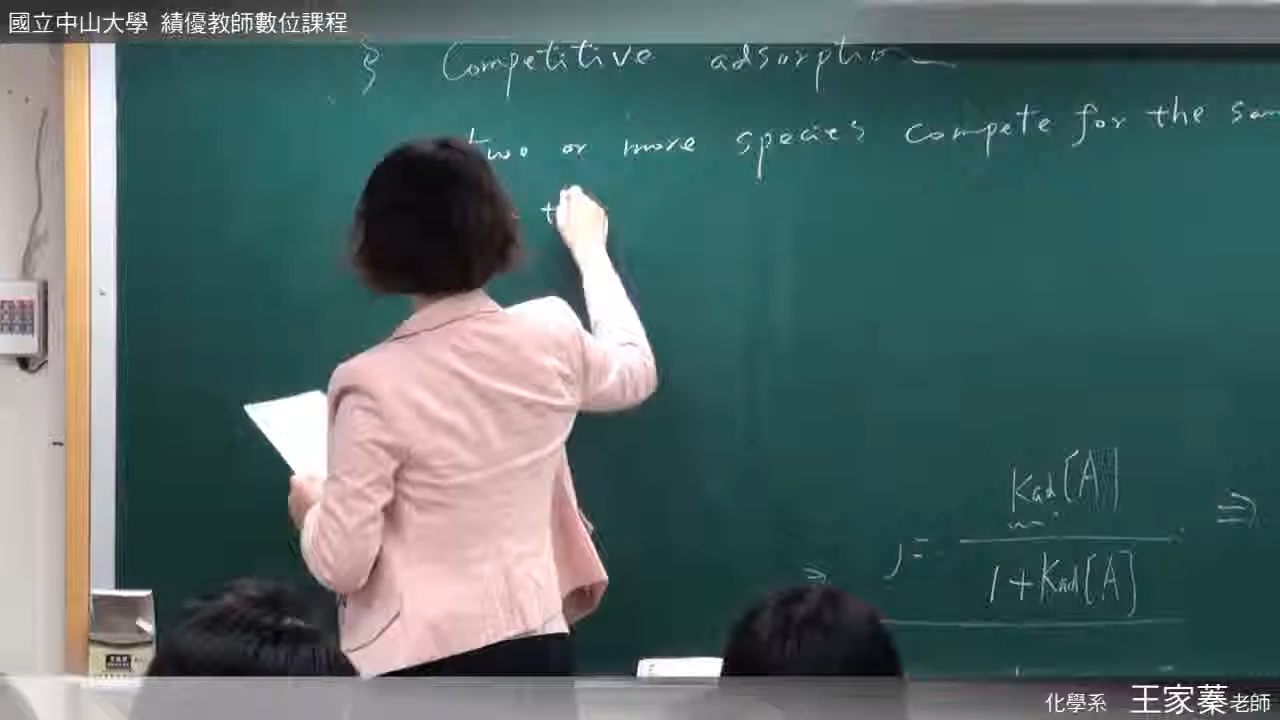 國立中山大學 績優教師數位課程
§ Competitive adsorption
two or more species compete for the
t
Kad[A]
1+Kad[A]
化學系 王家蓁老師